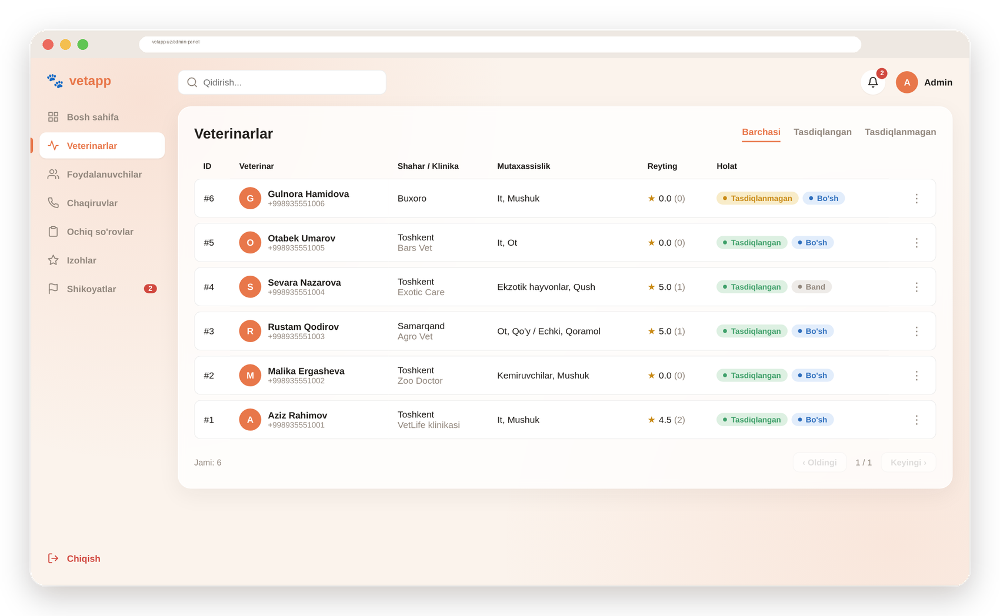 vetapp.uz/admin-panel
vetapp
Qidirish...
2
A
Admin
Bosh sahifa
Veterinarlar
Foydalanuvchilar
Chaqiruvlar
Ochiq so'rovlar
Izohlar
Shikoyatlar 2
Chiqish
Veterinarlar
Barchasi Tasdiqlangan Tasdiqlanmagan
ID Veterinar Shahar / Klinika Mutaxassislik Reyting Holat
#6 G Gulnora Hamidova Buxoro It, Mushuk ★ 0.0 (0) Tasdiqlanmagan Bo'sh
+998935551006
#5 O Otabek Umarov Toshkent It, Ot ★ 0.0 (0) Tasdiqlangan Bo'sh
+998935551005 Bars Vet
#4 S Sevara Nazarova Toshkent Ekzotik hayvonlar, Qush ★ 5.0 (1) Tasdiqlangan Band
+998935551004 Exotic Care
#3 R Rustam Qodirov Samarqand Ot, Qo'y / Echki, Qoramol ★ 5.0 (1) Tasdiqlangan Bo'sh
+998935551003 Agro Vet
#2 M Malika Ergasheva Toshkent Kemiruvchilar, Mushuk ★ 0.0 (0) Tasdiqlangan Bo'sh
+998935551002 Zoo Doctor
#1 A Aziz Rahimov Toshkent It, Mushuk ★ 4.5 (2) Tasdiqlangan Bo'sh
+998935551001 VetLife klinikasi
Jami: 6
‹ Oldingi 1 / 1 Keyingi ›